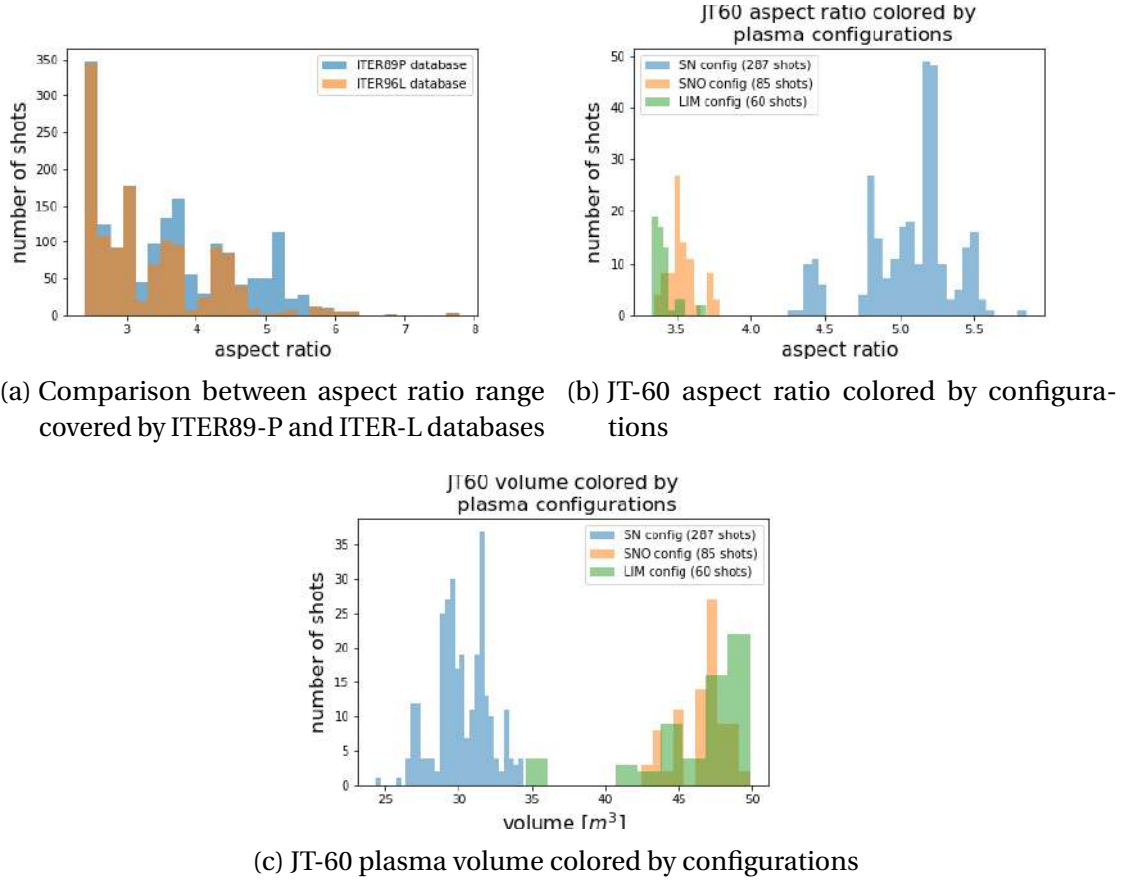 JT60 aspect ratio colored by
plasma configurations
350
300
250
200
150
100
50
0
number of shots
ITER89P database
ITER96L database
3
4
5
6
7
8
aspect ratio
50
40
30
20
10
0
number of shots
SN config (287 shots)
SNO config (85 shots)
LIM config (60 shots)
3.5
4.0
4.5
5.0
5.5
aspect ratio
(a) Comparison between aspect ratio range
covered by ITER89-P and ITER-L databases
(b) JT-60 aspect ratio colored by configura-
tions
JT60 volume colored by
plasma configurations
35
30
25
20
15
10
5
0
number of shots
SN config (287 shots)
SNO config (85 shots)
LIM config (60 shots)
25
30
35
40
45
50
volume [m³]
(c) JT-60 plasma volume colored by configurations